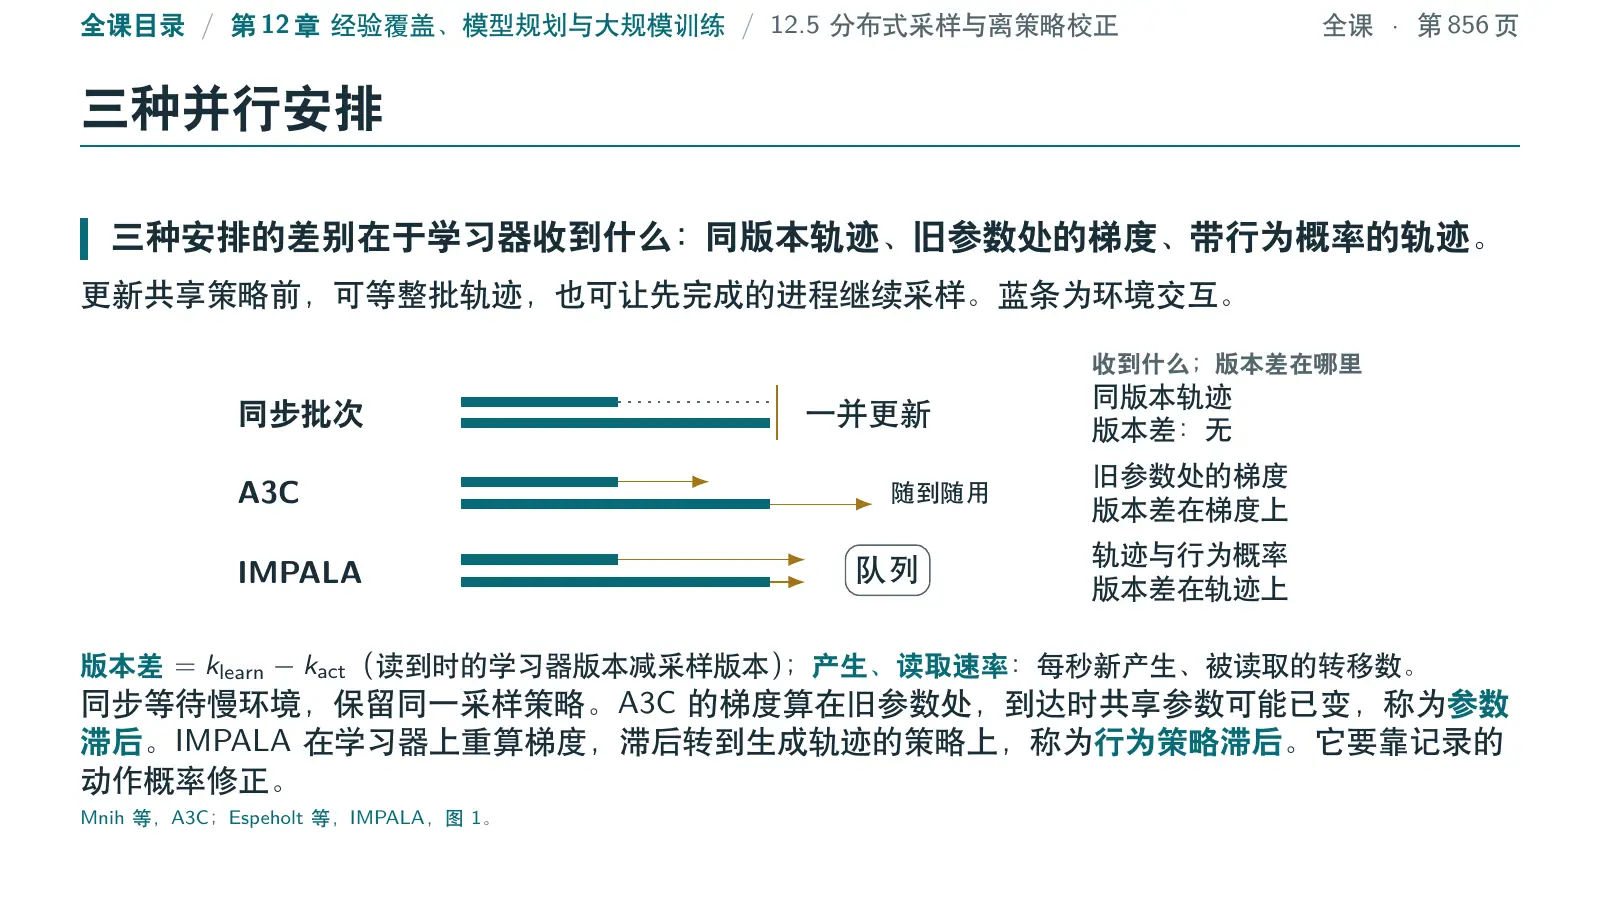 全课目录 / 第 12 章 经验覆盖、模型规划与大规模训练 / 12.5 分布式采样与离策略校正
全课 · 第 856 页
三种并行安排
三种安排的差别在于学习器收到什么：同版本轨迹、旧参数处的梯度、带行为概率的轨迹。
更新共享策略前，可等整批轨迹，也可让先完成的进程继续采样。蓝条为环境交互。
收到什么；版本差在哪里
同步批次
一并更新
同版本轨迹
版本差：无
A3C
随到随用
旧参数处的梯度
版本差在梯度上
IMPALA
队列
轨迹与行为概率
版本差在轨迹上
版本差 = k_learn − k_act（读到时的学习器版本减采样版本）；产生、读取速率：每秒新产生、被读取的转移数。
同步等待慢环境，保留同一采样策略。A3C 的梯度算在旧参数处，到达时共享参数可能已变，称为参数
滞后。IMPALA 在学习器上重算梯度，滞后转到生成轨迹的策略上，称为行为策略滞后。它要靠记录的
动作概率修正。
Mnih 等，A3C；Espeholt 等，IMPALA，图 1。